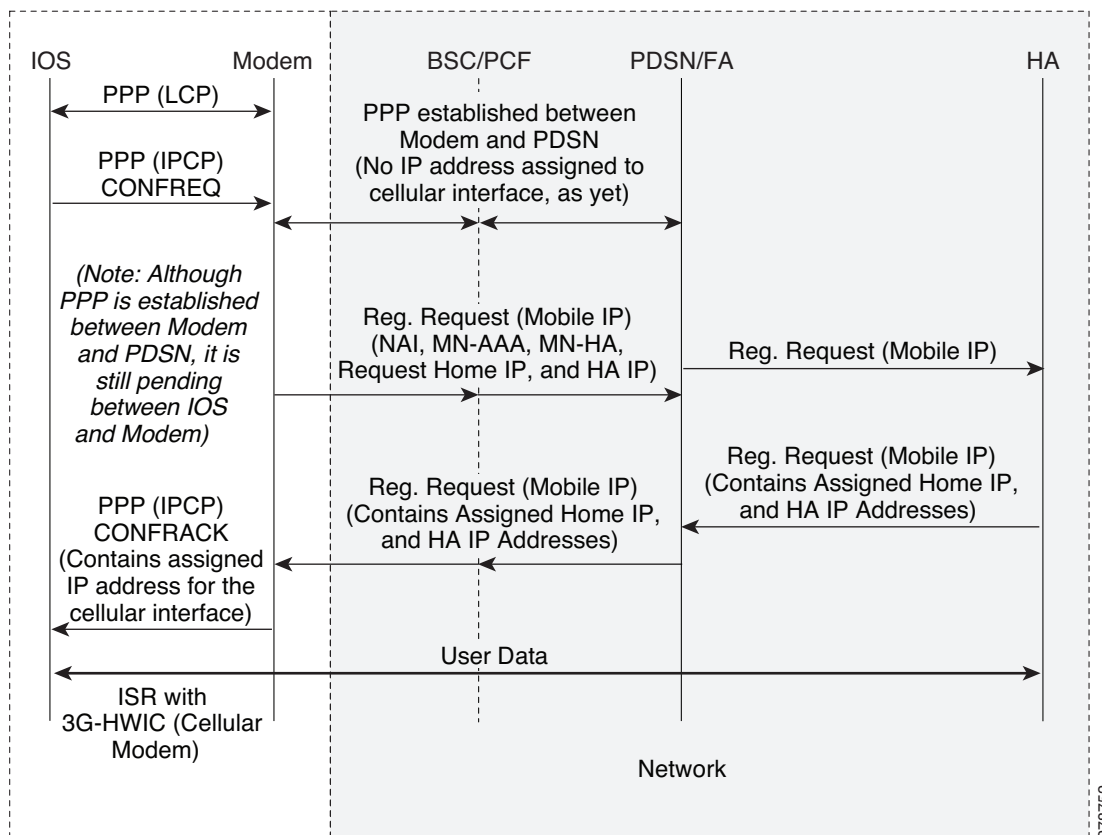 IOS
Modem
BSC/PCF
PDSN/FA
HA
PPP (LCP)
PPP established between
Modem and PDSN
(No IP address assigned to
cellular interface, as yet)
PPP (IPCP)
CONFREQ
(Note: Although
PPP is established
between Modem
and PDSN, it is
still pending
between IOS
and Modem)
Reg. Request (Mobile IP)
(NAI, MN-AAA, MN-HA,
Request Home IP, and HA IP)
Reg. Request (Mobile IP)
Reg. Request (Mobile IP)
(Contains Assigned Home IP,
and HA IP Addresses)
Reg. Request (Mobile IP)
(Contains Assigned Home IP,
and HA IP Addresses)
PPP (IPCP)
CONFRACK
(Contains assigned
IP address for the
cellular interface)
User Data
ISR with
3G-HWIC (Cellular
Modem)
Network